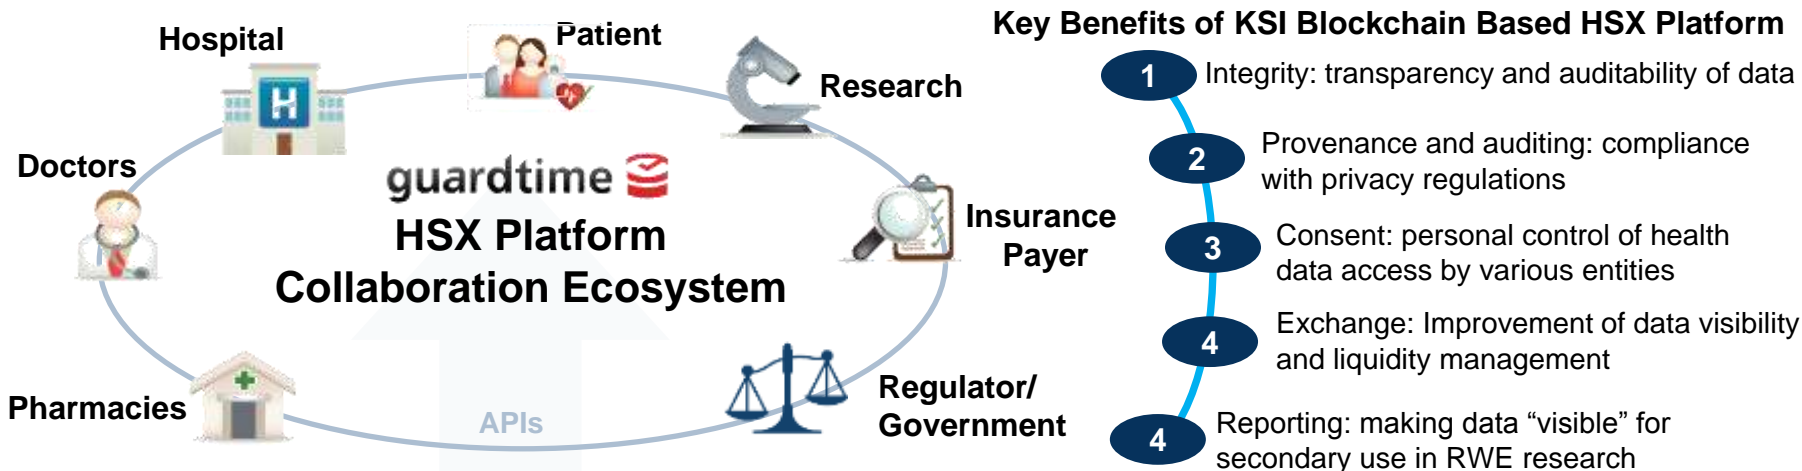 Hospital
Patient
Research
Doctors
H
guardtime
HSX Platform
Collaboration Ecosystem
Insurance
Payer
Pharmacies
APIs
Regulator/
Government
Key Benefits of KSI Blockchain Based HSX Platform
1
Integrity: transparency and auditability of data
2
Provenance and auditing: compliance
with privacy regulations
3
Consent: personal control of health
data access by various entities
4
Exchange: Improvement of data visibility
and liquidity management
4
Reporting: making data “visible” for
secondary use in RWE research